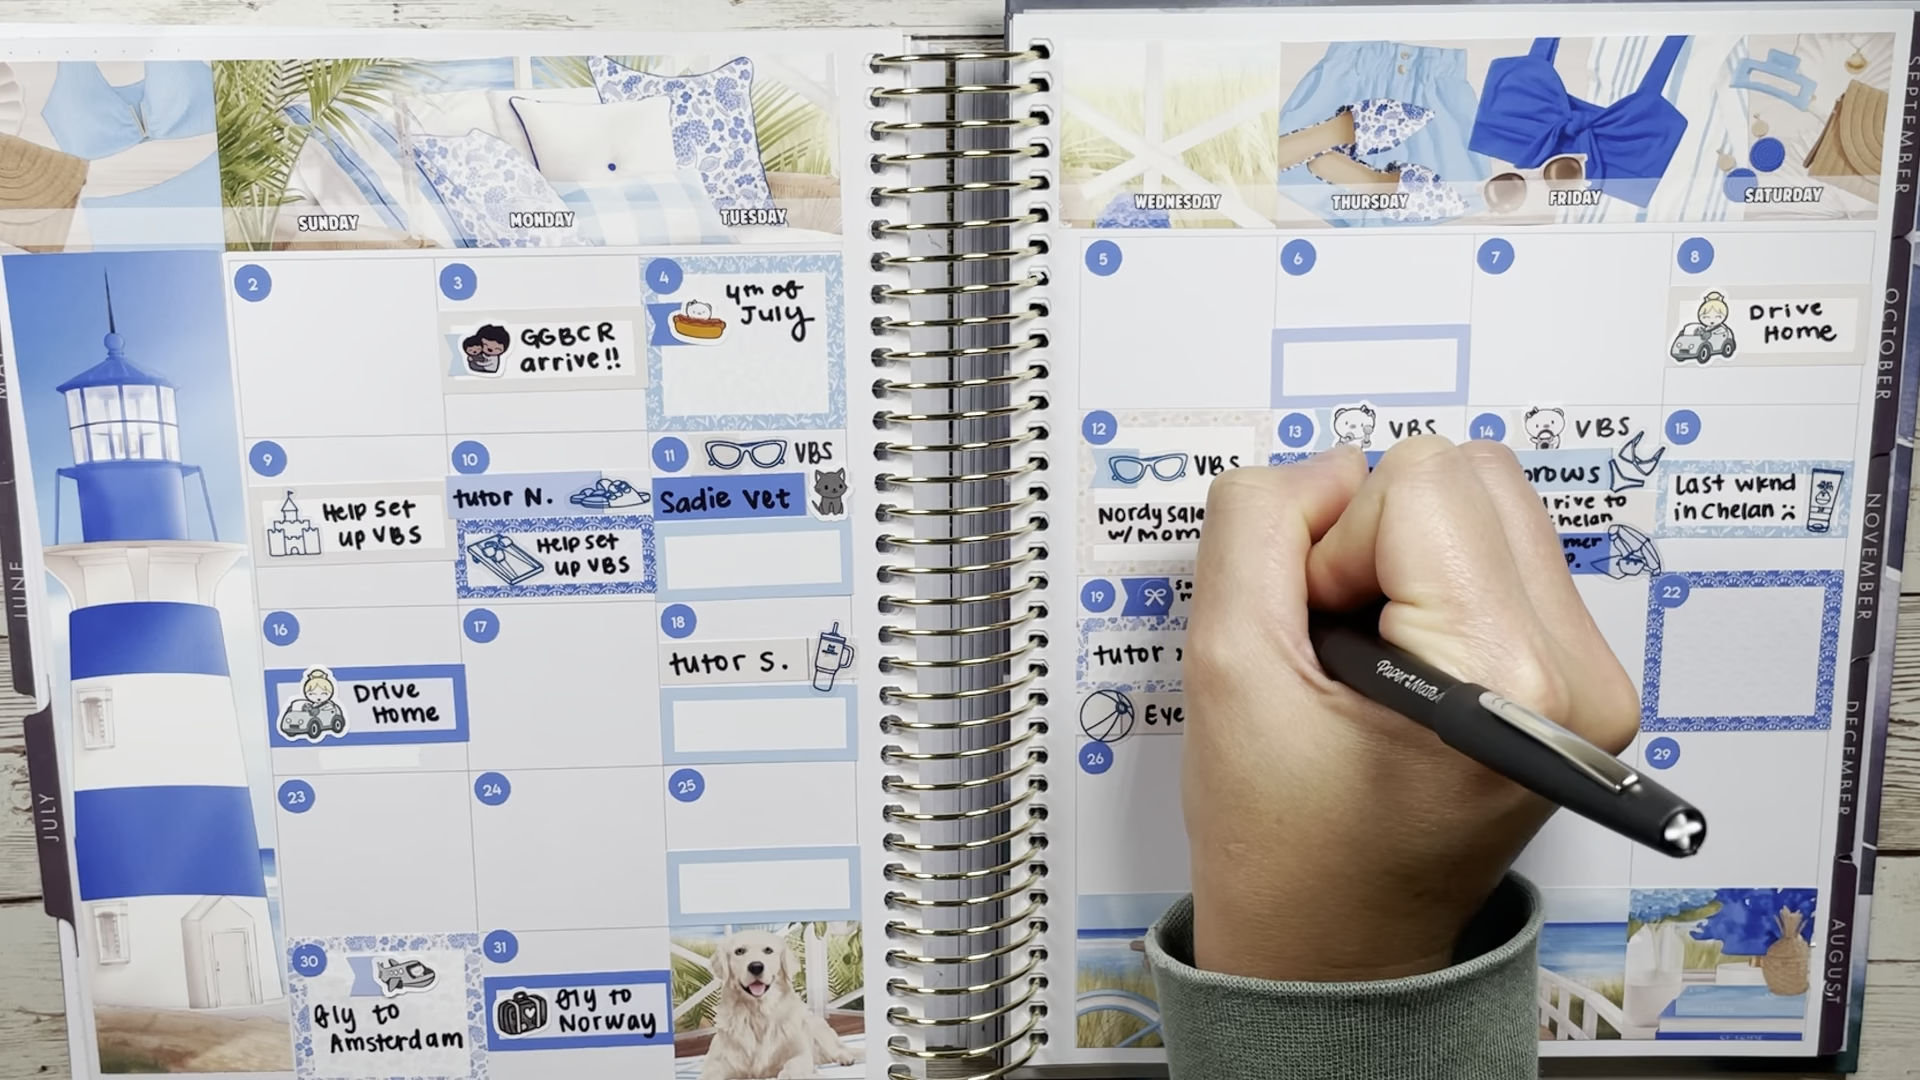 SUNDAY
MONDAY
TUESDAY
WEDNESDAY
THURSDAY
FRIDAY
SATURDAY
2
3
GGBCR
arrive!!
4
4th of
July
5
6
7
8
Drive
Home
9
Help set
up VBS
10
tutor N.
Help set
up VBS
11
VBS
Sadie Vet
12
VBS
Nordy Sale
w/ mom
13
VBS
14
VBS
brows
15
Last wknd
in Chelan
16
Drive
Home
17
18
tutor S.
19
tutor
Eye
22
23
24
25
26
29
30
fly to
Amsterdam
31
fly to
Norway
PaperMate
JUNE
JULY
SEPTEMBER
OCTOBER
NOVEMBER
DECEMBER
AUGUST